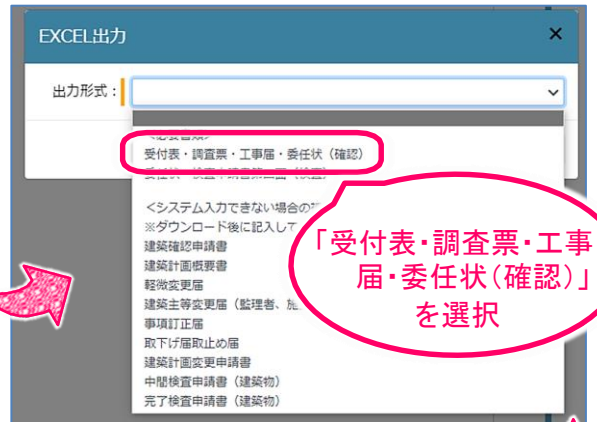 EXCEL出力
×
出力形式：
受付表・調査票・工事届・委任状（確認）
＜システム入力できない場合の
※ダウンロード後に記入して
建築確認申請書
建築計画概要書
軽微変更届
建築主等変更届（監理者、施
事項訂正届
取下げ届取止め届
建築計画変更申請書
中間検査申請書（建築物）
完了検査申請書（建築物）
「受付表・調査票・工事
届・委任状（確認）」
を選択